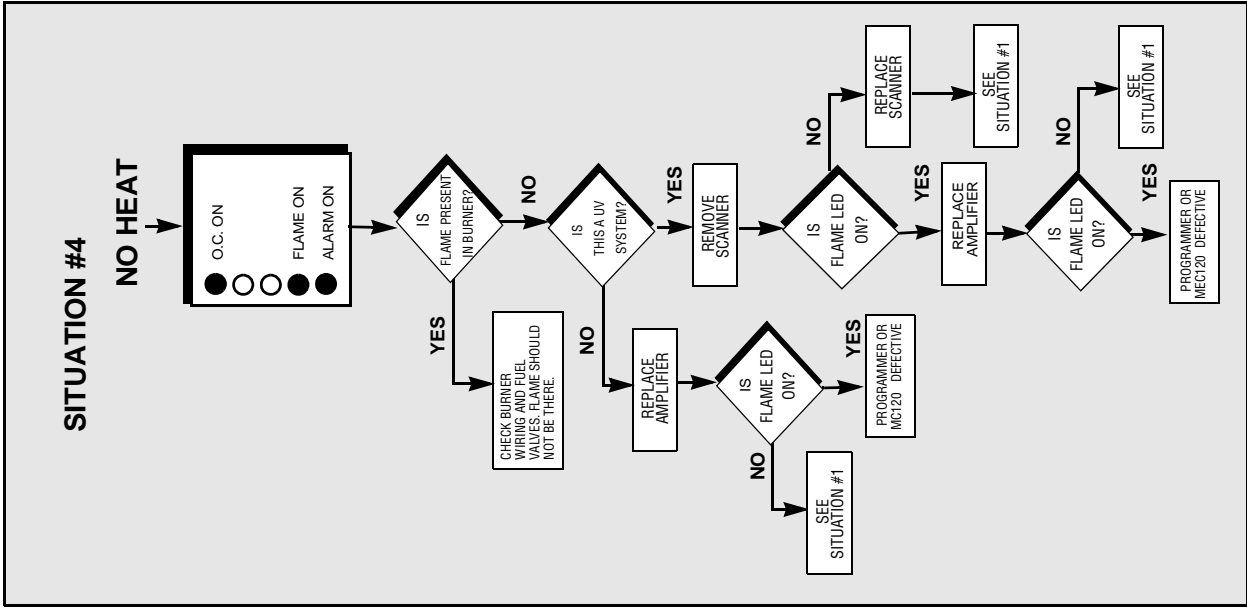 SITUATION #4
NO HEAT
O.C. ON
FLAME ON
ALARM ON
IS
FLAME PRESENT
IN BURNER?
YES
CHECK BURNER
WIRING AND FUEL
VALVES. FLAME SHOULD
NOT BE THERE.
NO
IS
THIS A UV
SYSTEM?
NO
REPLACE
AMPLIFIER
IS
FLAME LED
ON?
NO
SEE
SITUATION #1
YES
PROGRAMMER OR
MC120 DEFECTIVE
YES
REMOVE
SCANNER
IS
FLAME LED
ON?
NO
REPLACE
SCANNER
SEE
SITUATION #1
YES
REPLACE
AMPLIFIER
IS
FLAME LED
ON?
NO
SEE
SITUATION #1
YES
PROGRAMMER OR
MEC120 DEFECTIVE